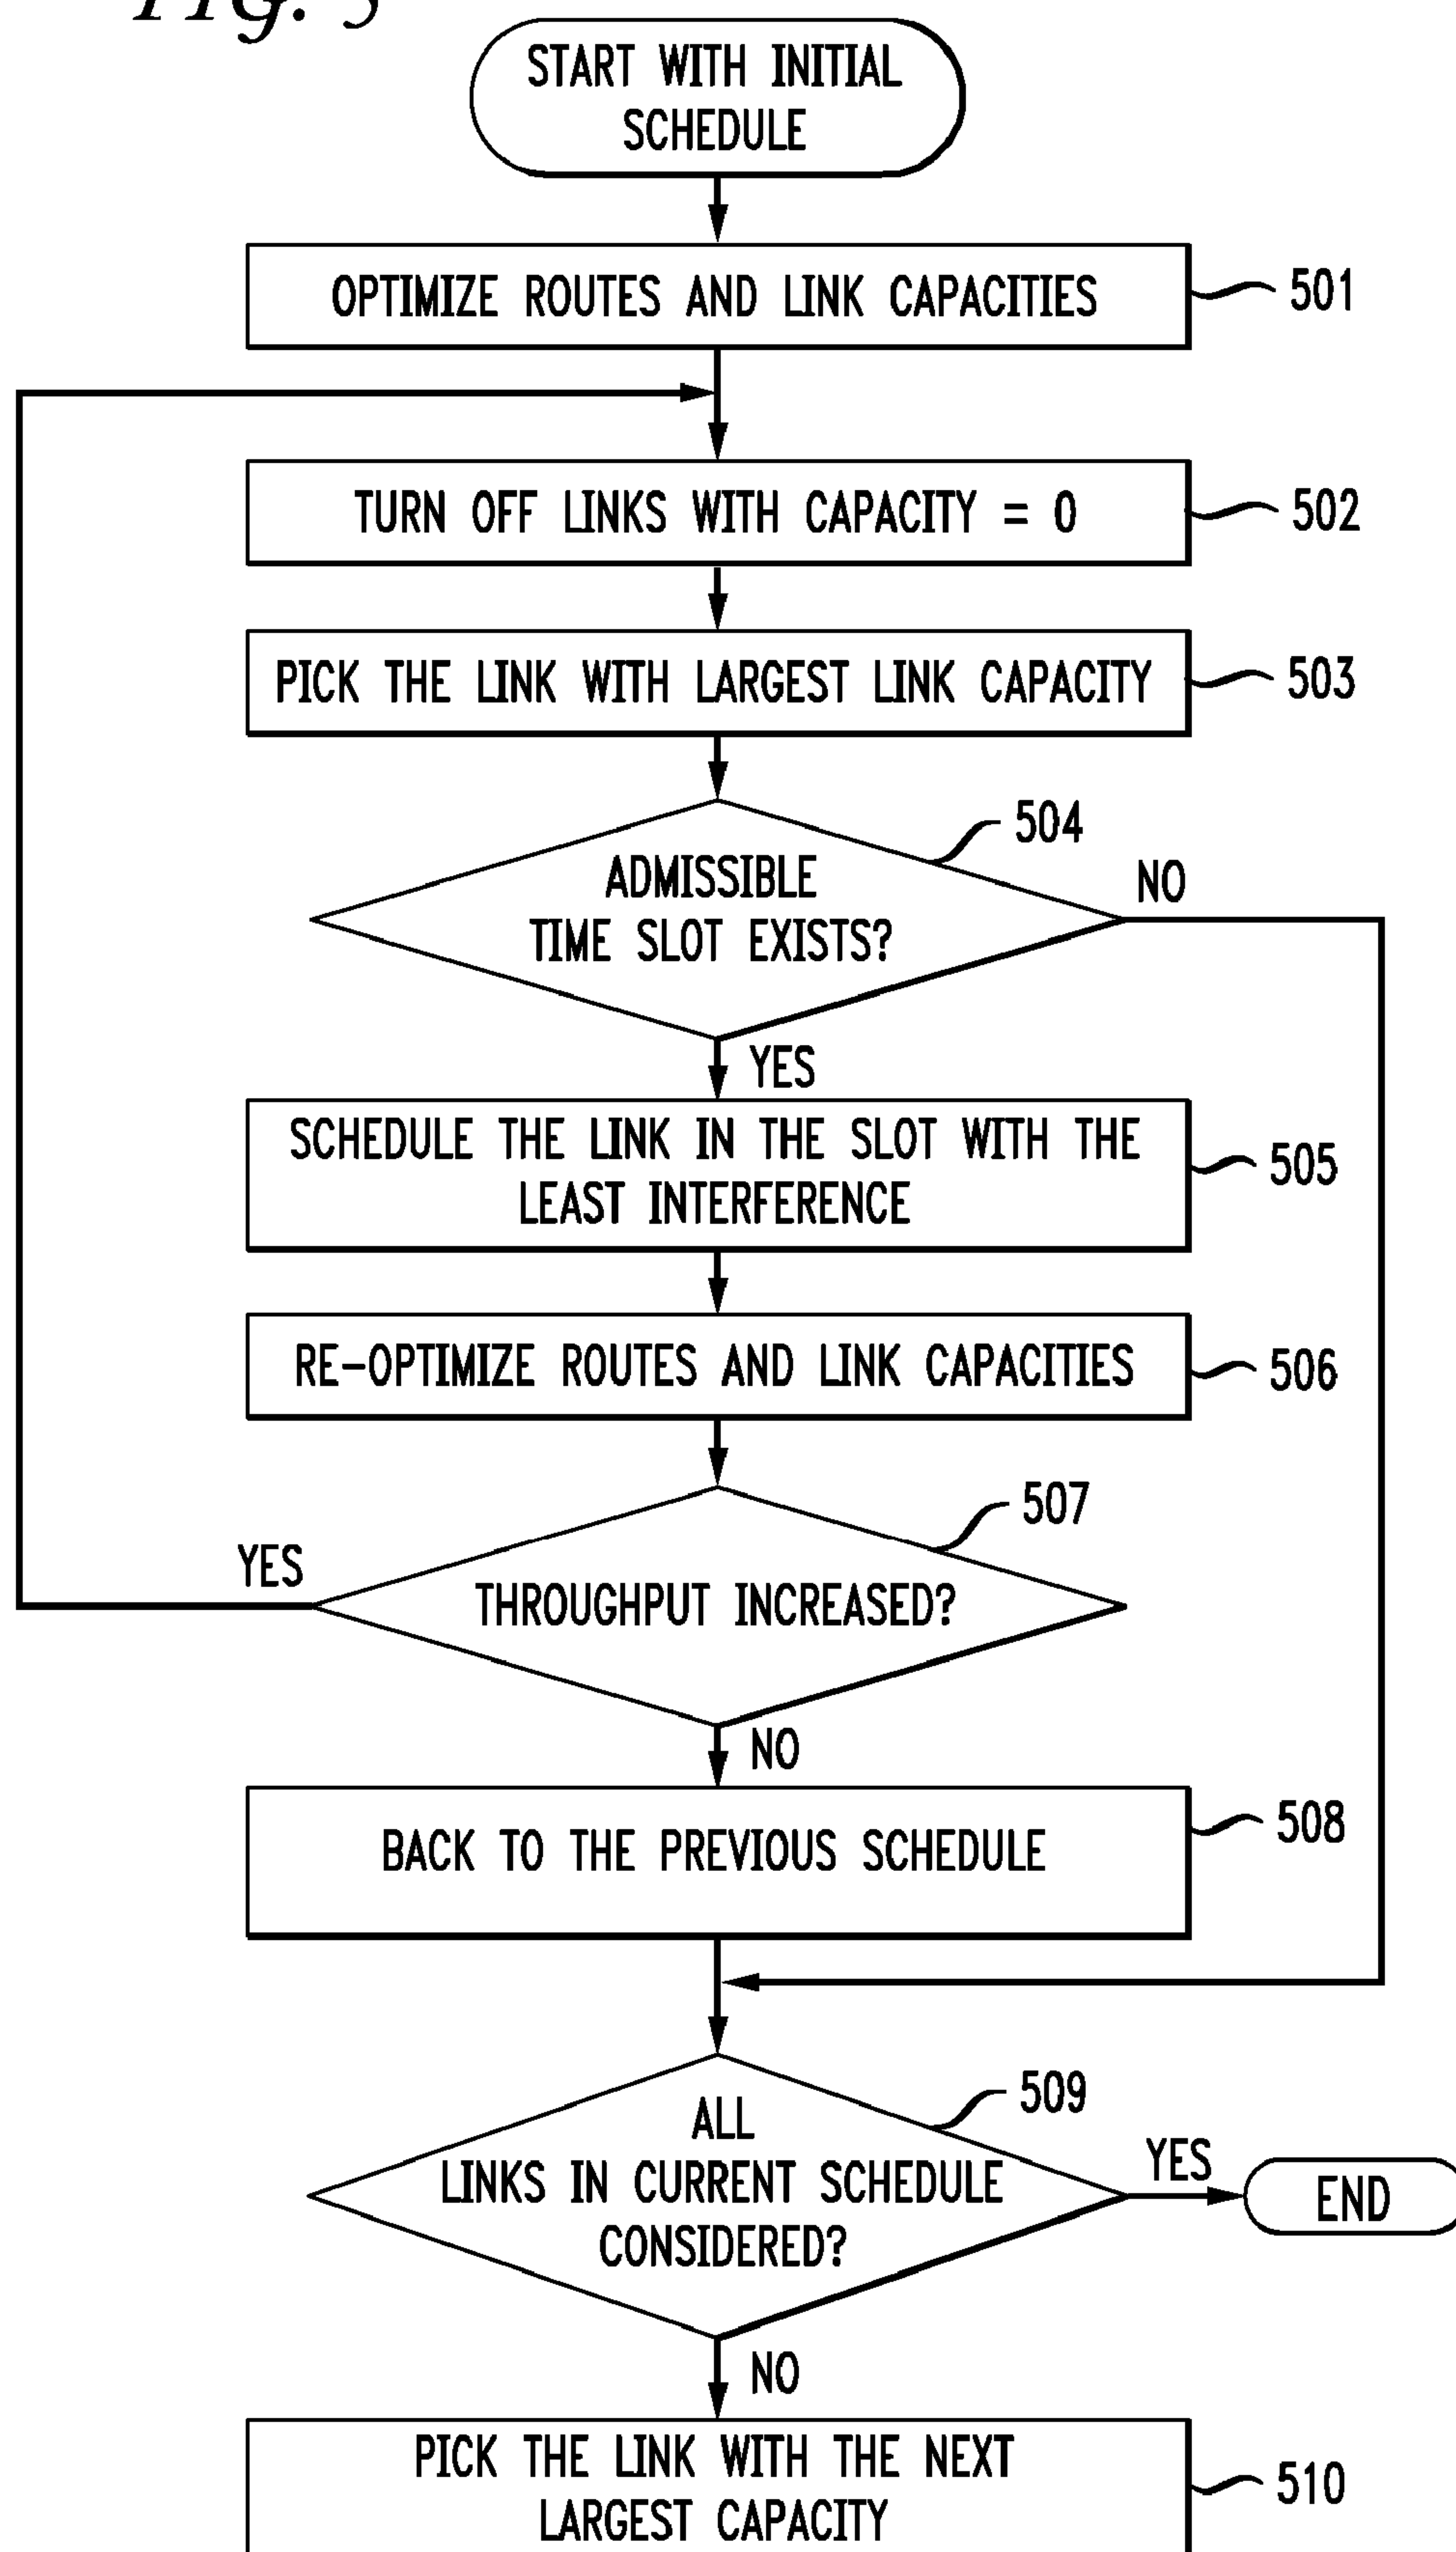 FIG. 5
START WITH INITIAL
SCHEDULE
OPTIMIZE ROUTES AND LINK CAPACITIES
501
TURN OFF LINKS WITH CAPACITY = 0
502
PICK THE LINK WITH LARGEST LINK CAPACITY
503
504
ADMISSIBLE
TIME SLOT EXISTS?
NO
YES
SCHEDULE THE LINK IN THE SLOT WITH THE
LEAST INTERFERENCE
505
RE-OPTIMIZE ROUTES AND LINK CAPACITIES
506
507
YES
THROUGHPUT INCREASED?
NO
BACK TO THE PREVIOUS SCHEDULE
508
509
ALL
LINKS IN CURRENT SCHEDULE
CONSIDERED?
YES
END
NO
PICK THE LINK WITH THE NEXT
LARGEST CAPACITY
510